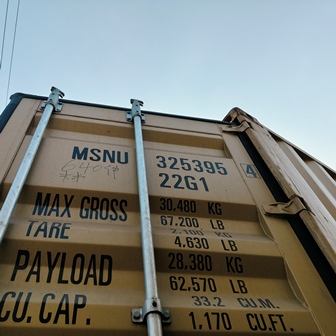 MSNU 325395 4
22G1
MAX GROSS 30,480 KG
67.200 LB
TARE 2.100 KG
4.630 LB
PAYLOAD 28,380 KG
62.570 LB
CU. CAP. 33.2 CU.M.
1.170 CU.FT.